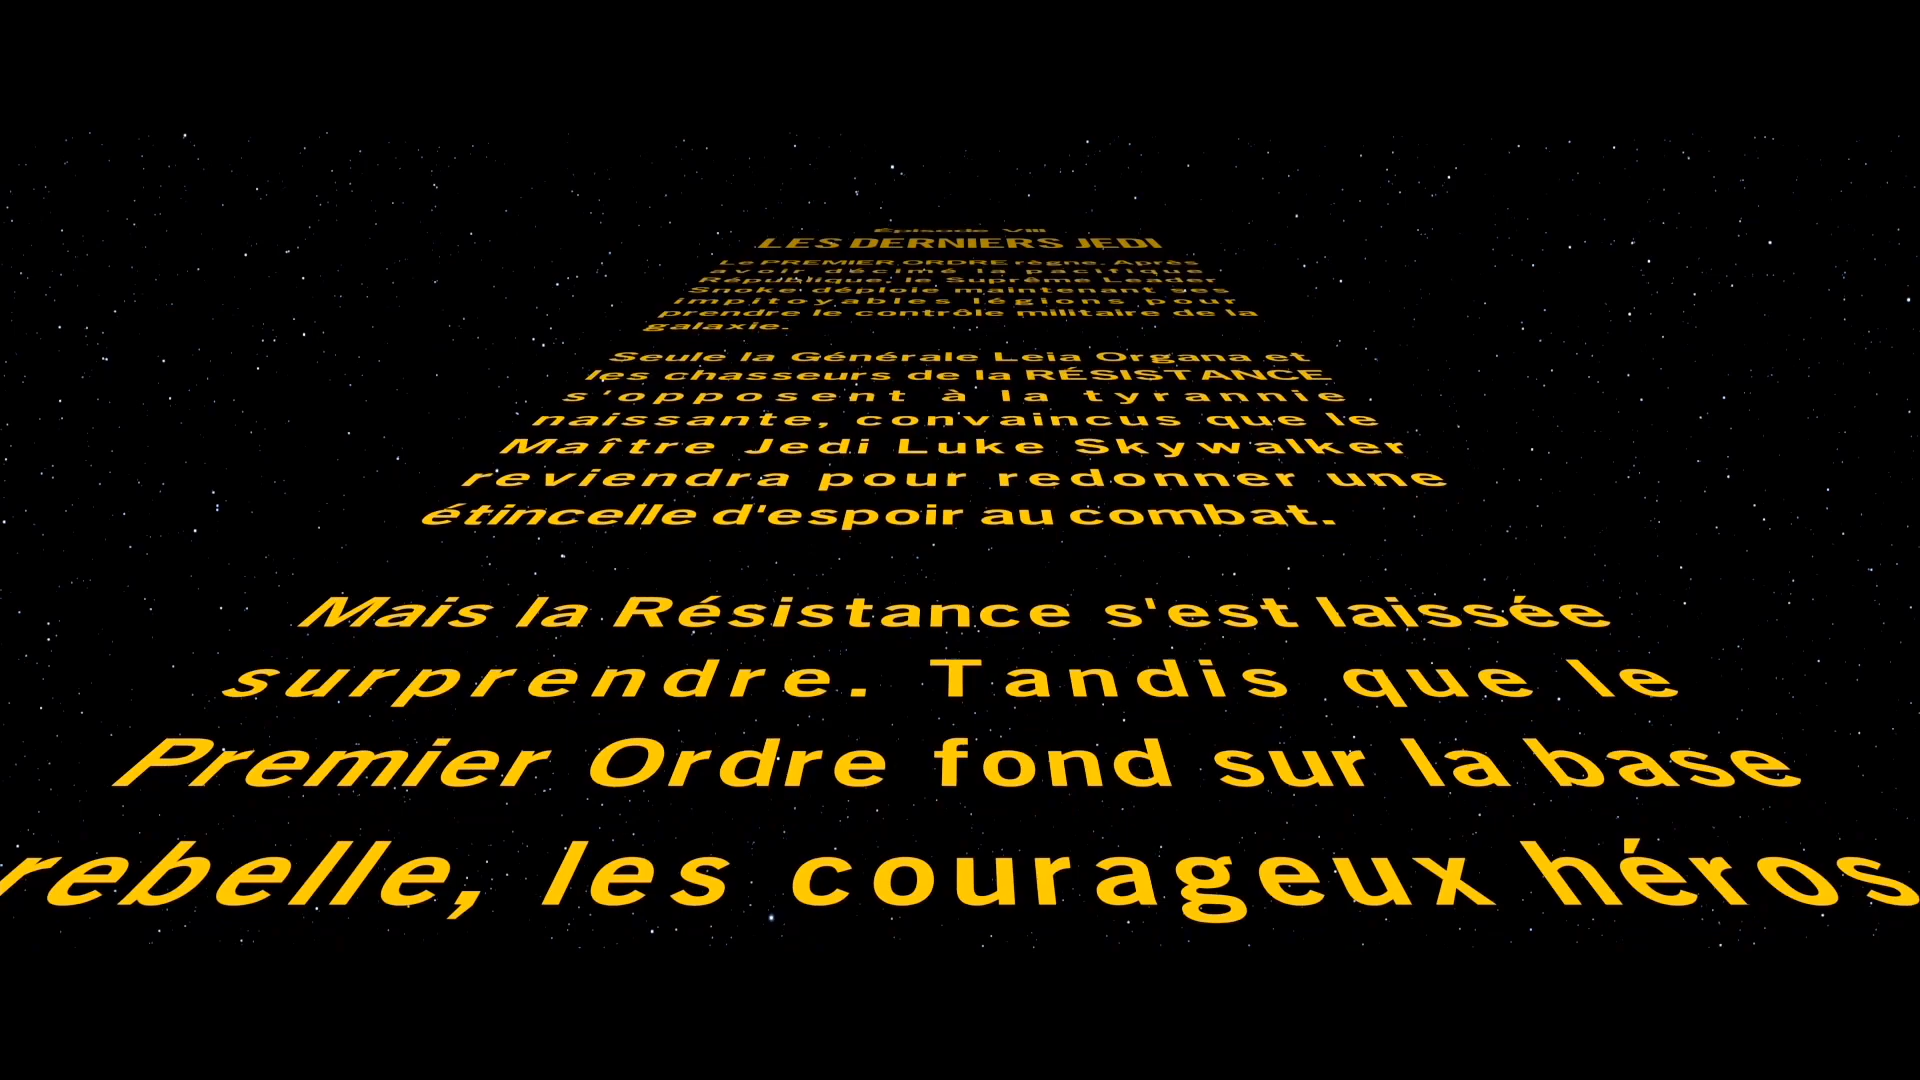 Épisode VIII
LES DERNIERS JEDI
Le PREMIER ORDRE règne. Après
avoir décimé la pacifique
République, le Suprême Leader
Snoke déploie maintenant ses
impitoyables légions pour
prendre le contrôle militaire de la
galaxie.
Seule la Générale Leia Organa et
les chasseurs de la RÉSISTANCE
s'opposent à la tyrannie
naissante, convaincus que le
Maître Jedi Luke Skywalker
reviendra pour redonner une
étincelle d'espoir au combat.
Mais la Résistance s'est laissée
surprendre. Tandis que le
Premier Ordre fond sur la base
rebelle, les courageux héros